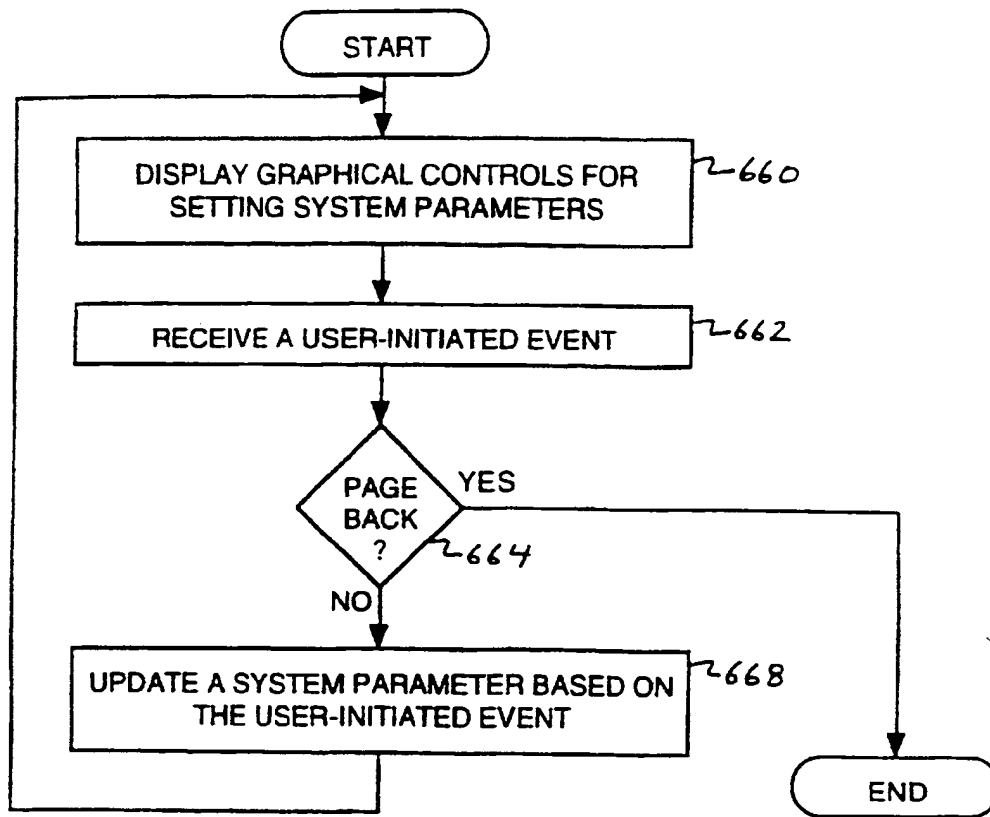 START
DISPLAY GRAPHICAL CONTROLS FOR
SETTING SYSTEM PARAMETERS
660
RECEIVE A USER-INITIATED EVENT
662
PAGE
BACK
?
YES
664
NO
UPDATE A SYSTEM PARAMETER BASED ON
THE USER-INITIATED EVENT
668
END